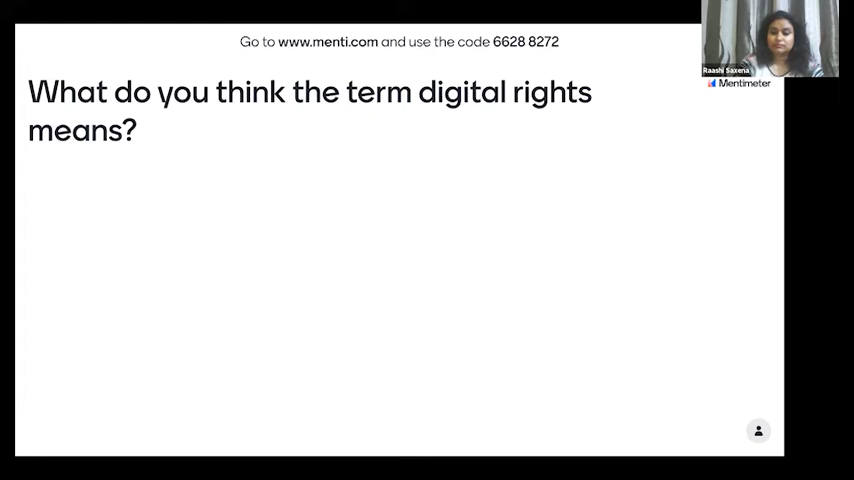 Go to www.menti.com and use the code 6628 8272
Raashi Saxena
Mentimeter
What do you think the term digital rights
means?